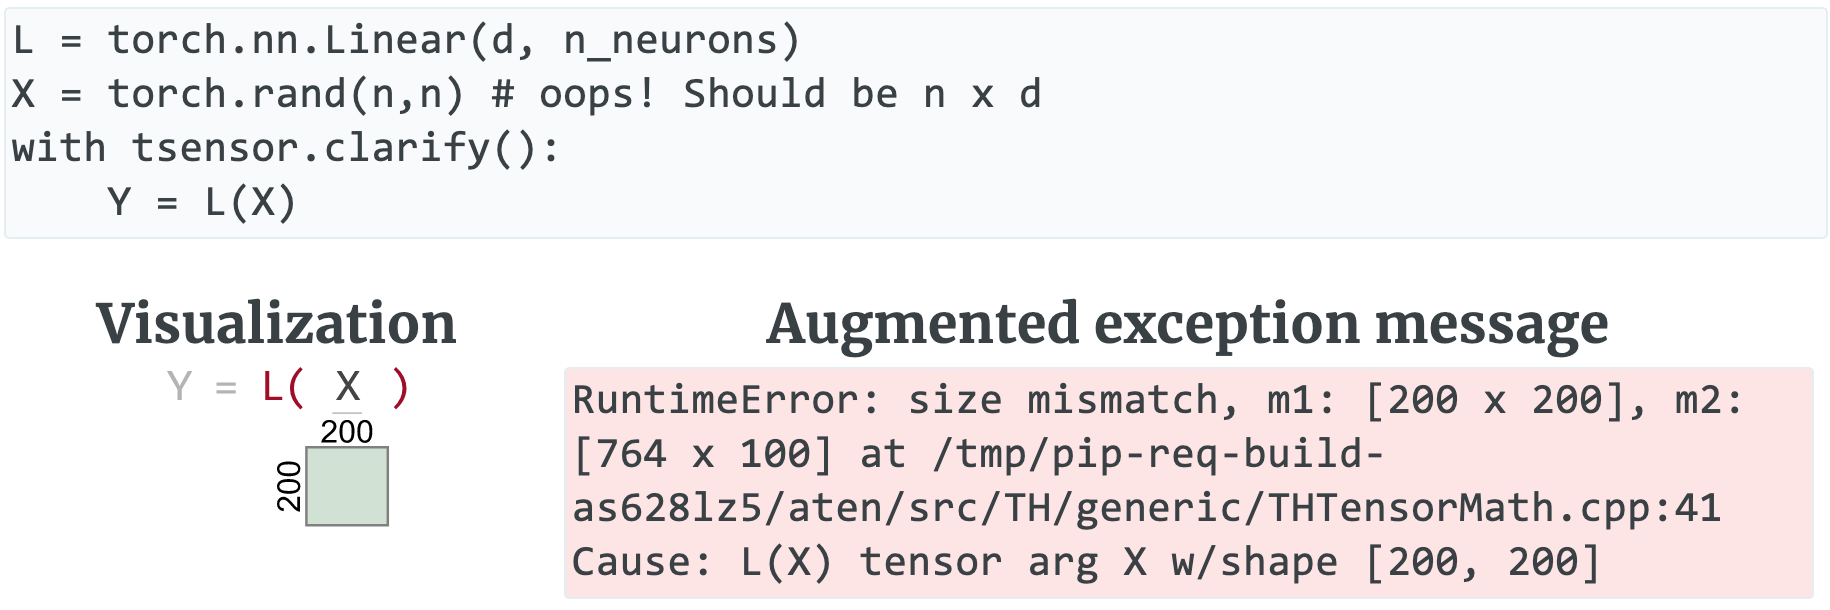 L = torch.nn.Linear(d, n_neurons)
X = torch.rand(n,n) # oops! Should be n x d
with tsensor.clarify():
    Y = L(X)
Visualization
Y = L( X )
200
200
Augmented exception message
RuntimeError: size mismatch, m1: [200 x 200], m2:
[764 x 100] at /tmp/pip-req-build-
as628lz5/aten/src/TH/generic/THTensorMath.cpp:41
Cause: L(X) tensor arg X w/shape [200, 200]